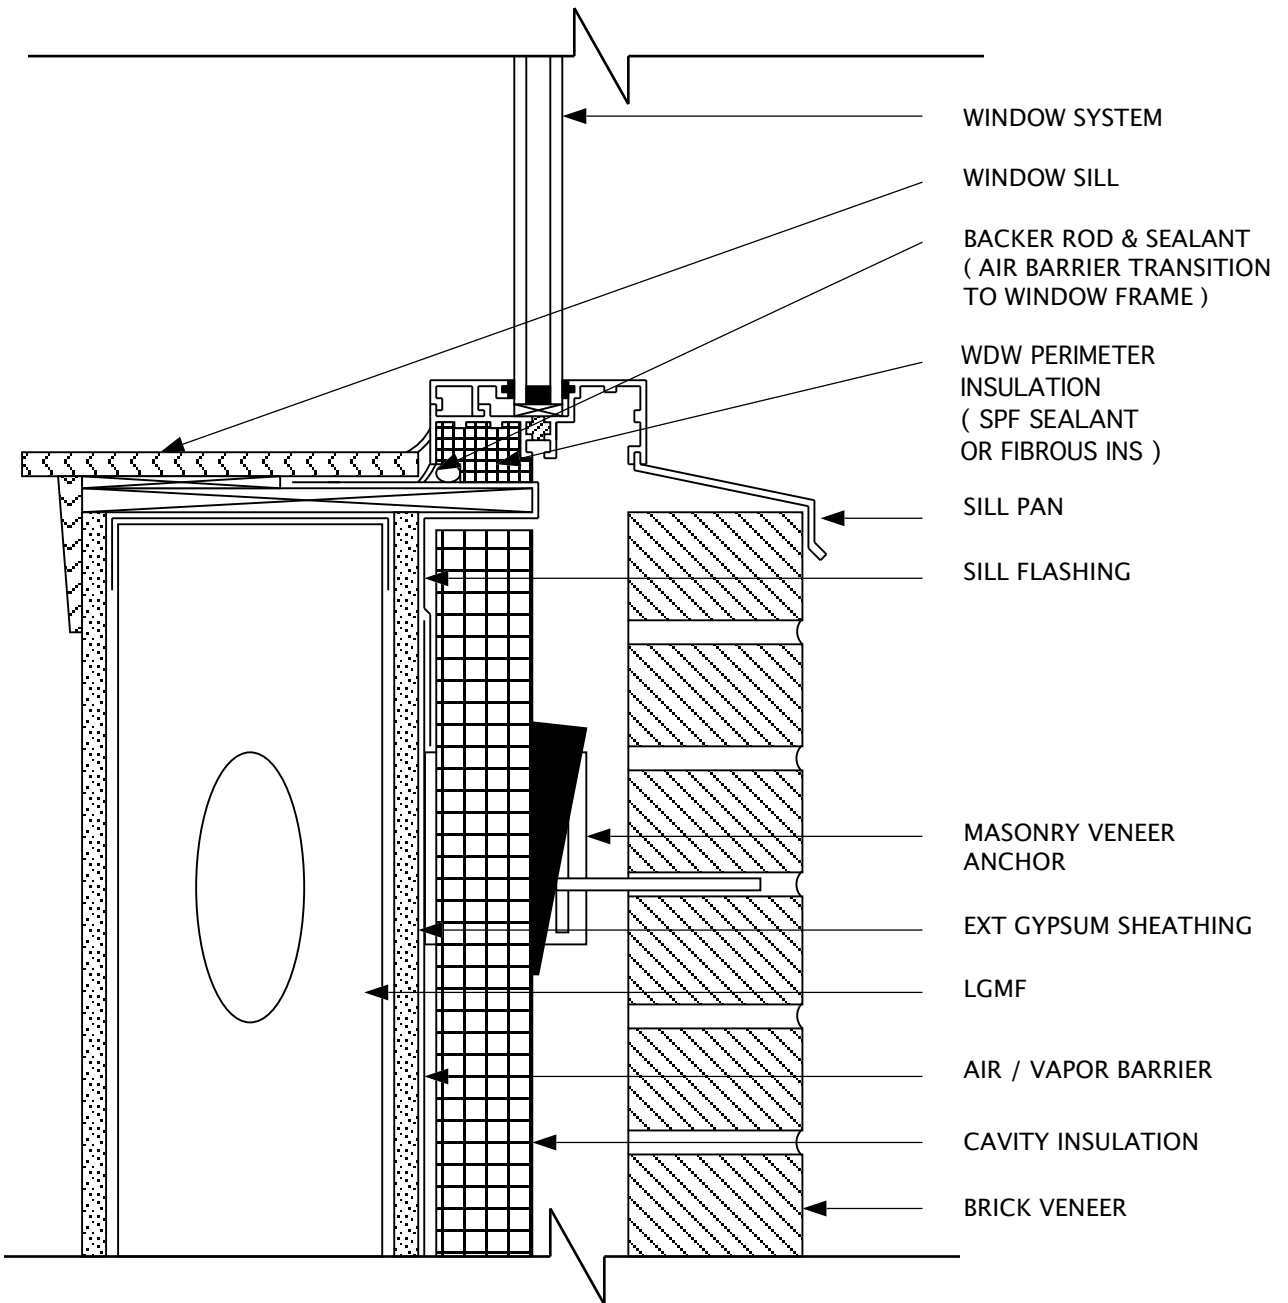 WINDOW SYSTEM
WINDOW SILL
BACKER ROD & SEALANT
( AIR BARRIER TRANSITION
TO WINDOW FRAME )
WDW PERIMETER
INSULATION
( SPF SEALANT
OR FIBROUS INS )
SILL PAN
SILL FLASHING
MASONRY VENEER
ANCHOR
EXT GYPSUM SHEATHING
LGMF
AIR / VAPOR BARRIER
CAVITY INSULATION
BRICK VENEER